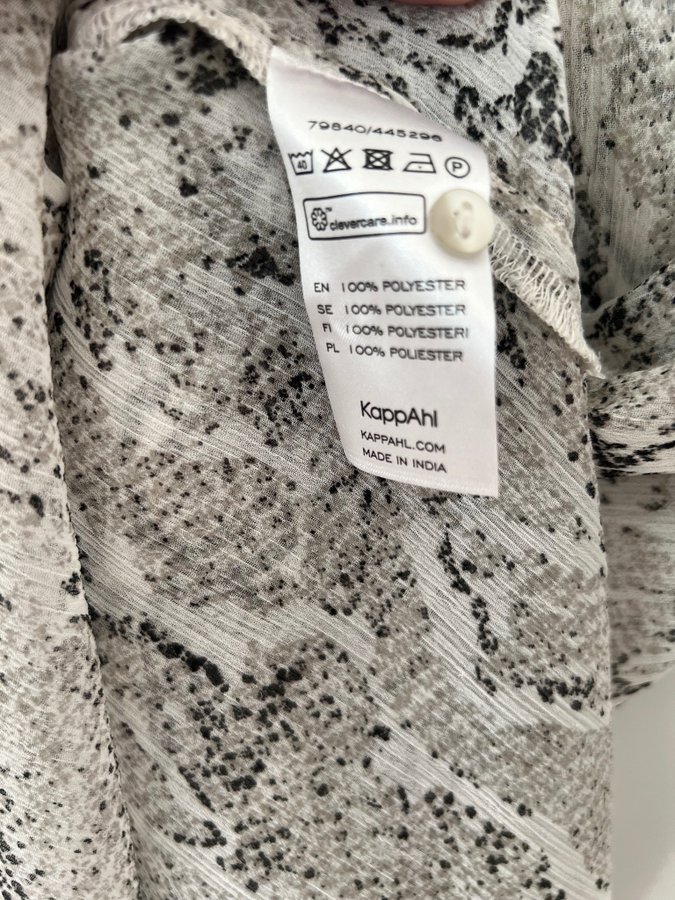 79840/445296
40
P
clevercare.info
EN 100% POLYESTER
SE 100% POLYESTER
FI 100% POLYESTERI
PL 100% POLIESTER
KappAhl
KAPPAHL.COM
MADE IN INDIA